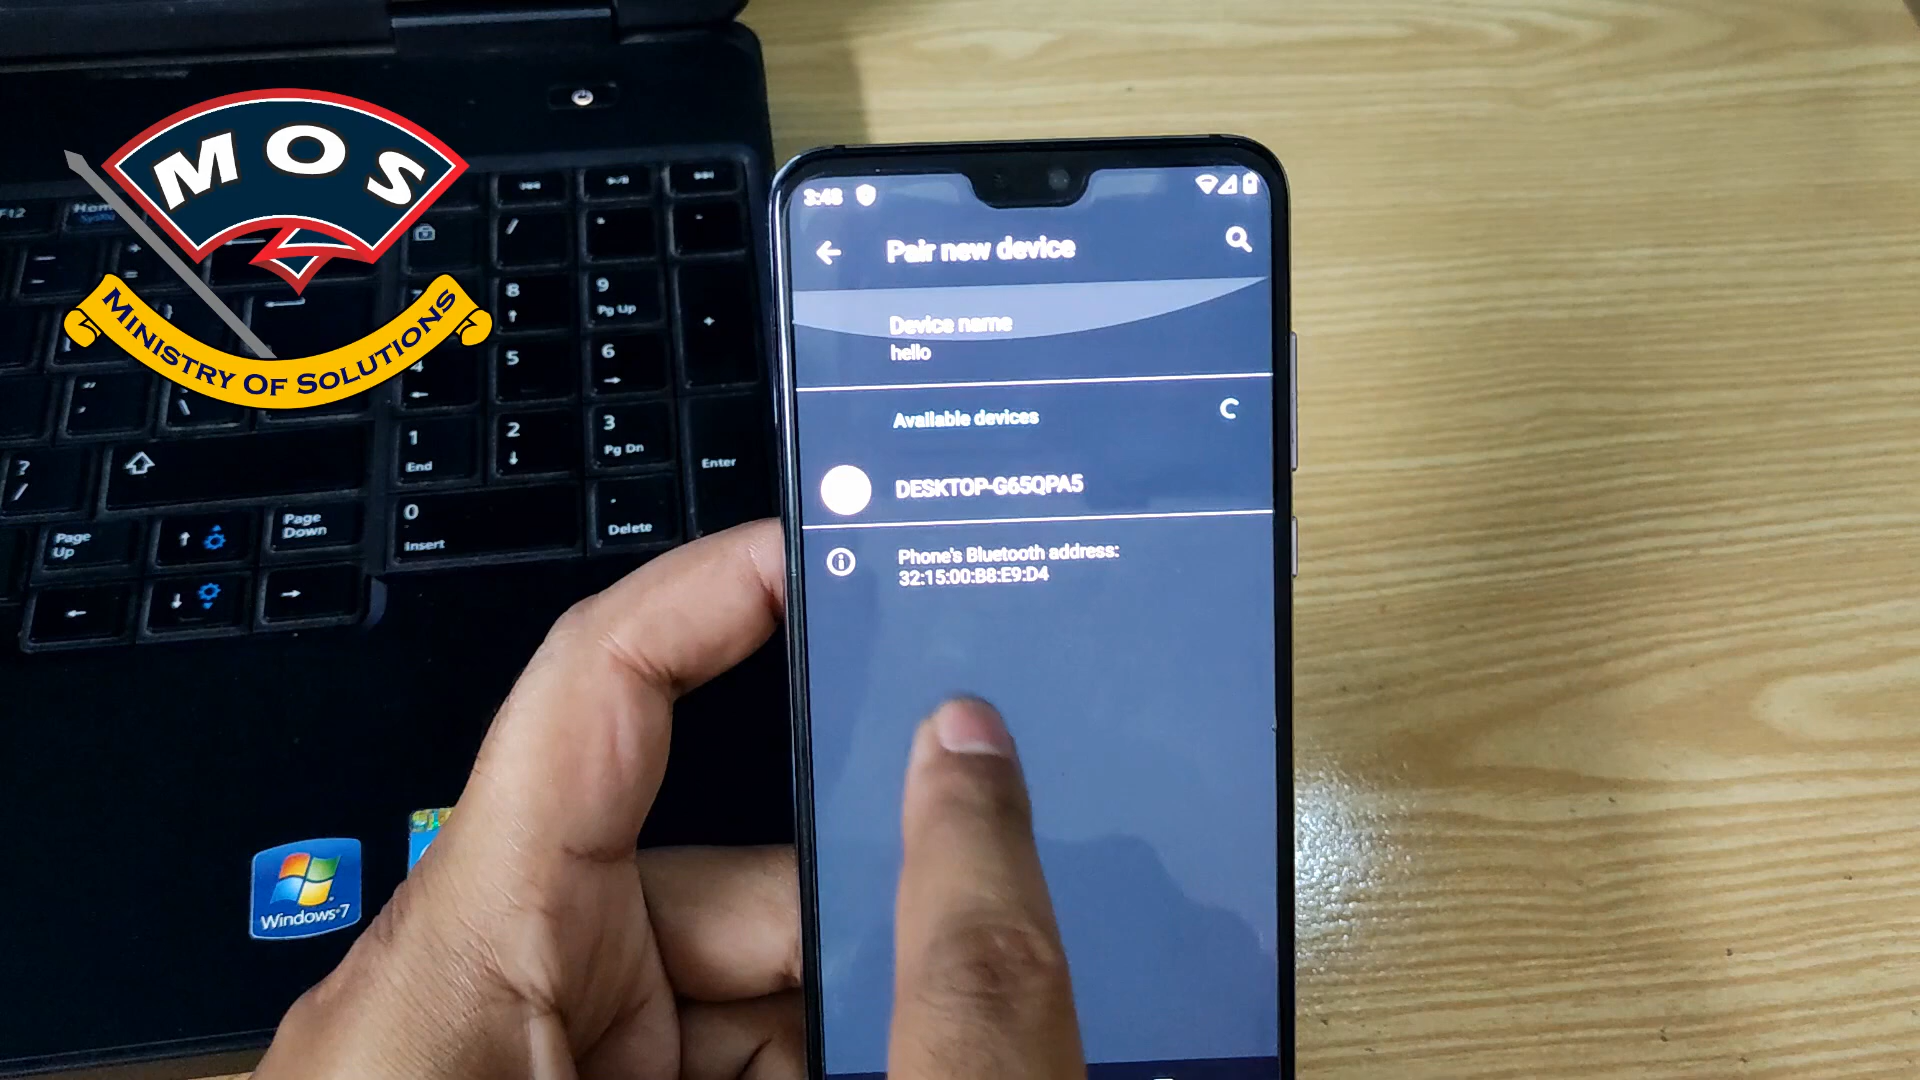 MOS
MINISTRY OF SOLUTIONS
3:48
Pair new device
Device name
hello
Available devices
DESKTOP-G65QPA5
Phone's Bluetooth address:
32:15:00:B8:E9:D4
F12
Home
/
*
-
8
9
Pg Up
+
4
5
6
1
End
2
3
Pg Dn
Enter
0
Insert
.
Delete
?
/
Page
Up
Page
Down
Windows 7